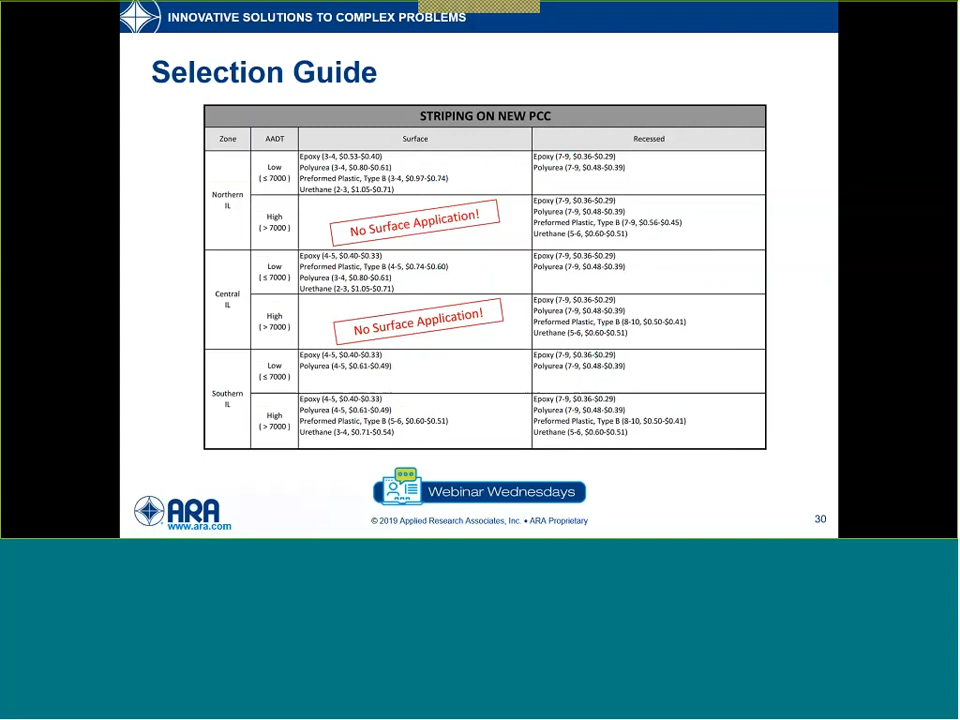 INNOVATIVE SOLUTIONS TO COMPLEX PROBLEMS
Selection Guide
STRIPING ON NEW PCC
Zone AADT Surface Recessed
Northern
IL
Low
( ≤ 7000 )
Epoxy (3-4, $0.53-$0.40)
Polyurea (3-4, $0.80-$0.61)
Preformed Plastic, Type B (3-4, $0.97-$0.74)
Urethane (2-3, $1.05-$0.71)
Epoxy (7-9, $0.36-$0.29)
Polyurea (7-9, $0.48-$0.39)
High
( > 7000 )
No Surface Application!
Epoxy (7-9, $0.36-$0.29)
Polyurea (7-9, $0.48-$0.39)
Preformed Plastic, Type B (7-9, $0.56-$0.45)
Urethane (5-6, $0.60-$0.51)
Central
IL
Low
( ≤ 7000 )
Epoxy (4-5, $0.40-$0.33)
Preformed Plastic, Type B (4-5, $0.74-$0.60)
Polyurea (3-4, $0.80-$0.61)
Urethane (2-3, $1.05-$0.71)
Epoxy (7-9, $0.36-$0.29)
Polyurea (7-9, $0.48-$0.39)
High
( > 7000 )
No Surface Application!
Epoxy (7-9, $0.36-$0.29)
Polyurea (7-9, $0.48-$0.39)
Preformed Plastic, Type B (8-10, $0.50-$0.41)
Urethane (5-6, $0.60-$0.51)
Southern
IL
Low
( ≤ 7000 )
Epoxy (4-5, $0.40-$0.33)
Polyurea (4-5, $0.61-$0.49)
Epoxy (7-9, $0.36-$0.29)
Polyurea (7-9, $0.48-$0.39)
High
( > 7000 )
Epoxy (4-5, $0.40-$0.33)
Polyurea (4-5, $0.61-$0.49)
Preformed Plastic, Type B (5-6, $0.60-$0.51)
Urethane (3-4, $0.71-$0.54)
Epoxy (7-9, $0.36-$0.29)
Polyurea (7-9, $0.48-$0.39)
Preformed Plastic, Type B (8-10, $0.50-$0.41)
Urethane (5-6, $0.60-$0.51)
ARA
www.ara.com
ARA
Webinar Wednesdays
© 2019 Applied Research Associates, Inc. • ARA Proprietary
30